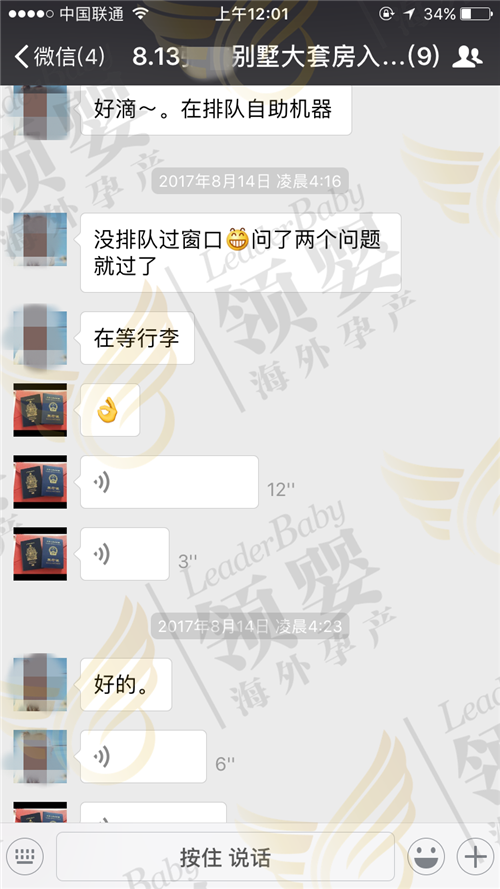 中国联通
上午12:01
34%
微信(4)
8.13
别墅大套房入...(9)
好滴~。在排队自助机器
2017年8月14日 凌晨4:16
没排队过窗口😁问了两个问题
就过了
在等行李
👌
12''
3''
2017年8月14日 凌晨4:23
好的。
6''
按住 说话
LeaderBaby
领婴
海外孕产
LeaderBaby
领婴
海外孕产
LeaderBaby
领婴
海外孕产
LeaderBaby